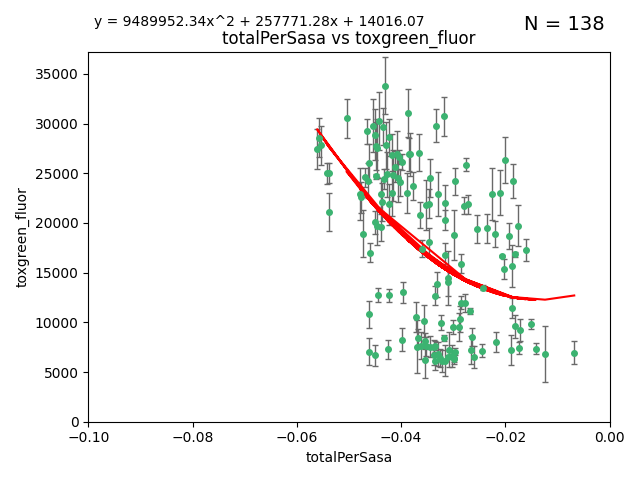 y = 9489952.34x^2 + 257771.28x + 14016.07
N = 138
totalPerSasa vs toxgreen_fluor
toxgreen_fluor
35000
30000
25000
20000
15000
10000
5000
0
−0.10
−0.08
−0.06
−0.04
−0.02
0.00
totalPerSasa